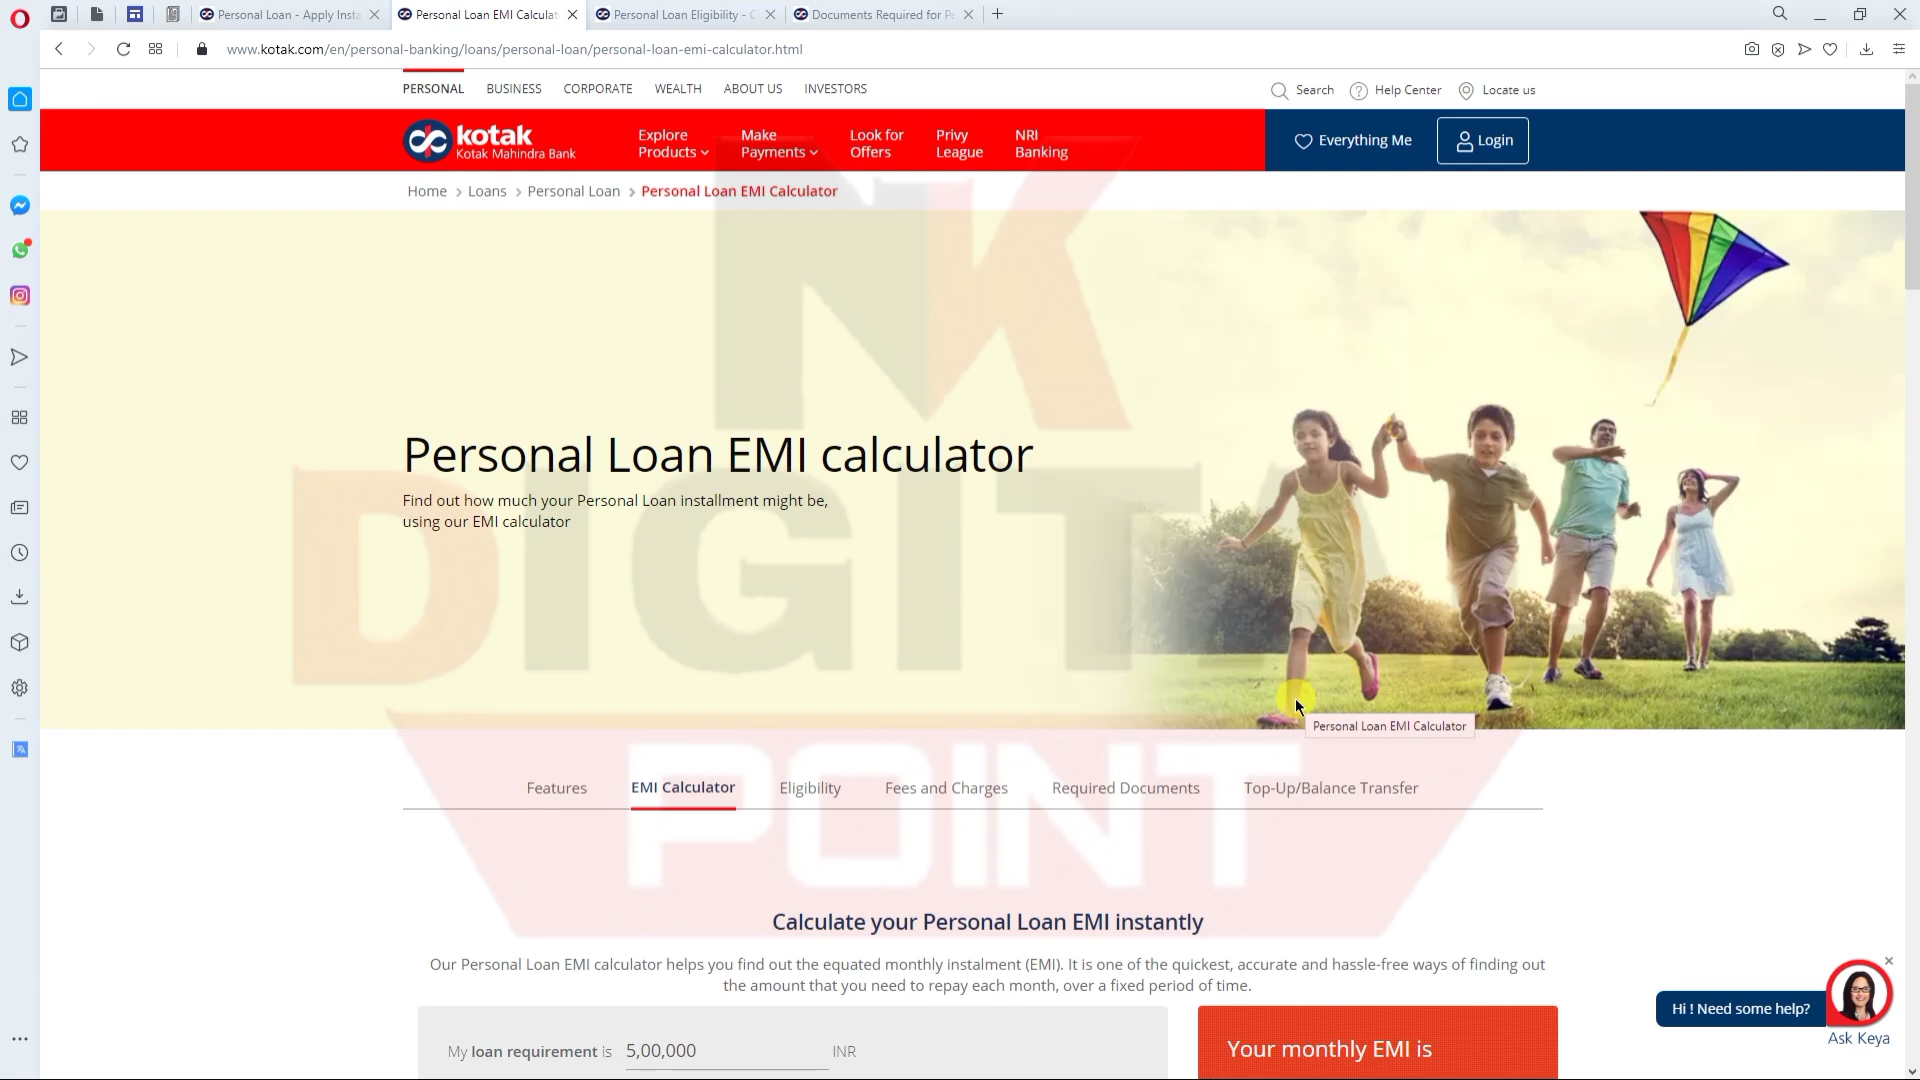 Personal Loan - Apply Insta
Personal Loan EMI Calculat
Personal Loan Eligibility - C
Documents Required for Pe
www.kotak.com/en/personal-banking/loans/personal-loan/personal-loan-emi-calculator.html
PERSONAL BUSINESS CORPORATE WEALTH ABOUT US INVESTORS
Search Help Center Locate us
kotak
Kotak Mahindra Bank
Explore
Products
Make
Payments
Look for
Offers
Privy
League
NRI
Banking
Everything Me
Login
Home > Loans > Personal Loan > Personal Loan EMI Calculator
NK
DIGITAL
POINT
Personal Loan EMI calculator
Find out how much your Personal Loan installment might be,
using our EMI calculator
Personal Loan EMI Calculator
Features EMI Calculator Eligibility Fees and Charges Required Documents Top-Up/Balance Transfer
Calculate your Personal Loan EMI instantly
Our Personal Loan EMI calculator helps you find out the equated monthly instalment (EMI). It is one of the quickest, accurate and hassle-free ways of finding out
the amount that you need to repay each month, over a fixed period of time.
My loan requirement is 5,00,000 INR
Your monthly EMI is
Hi ! Need some help?
Ask Keya